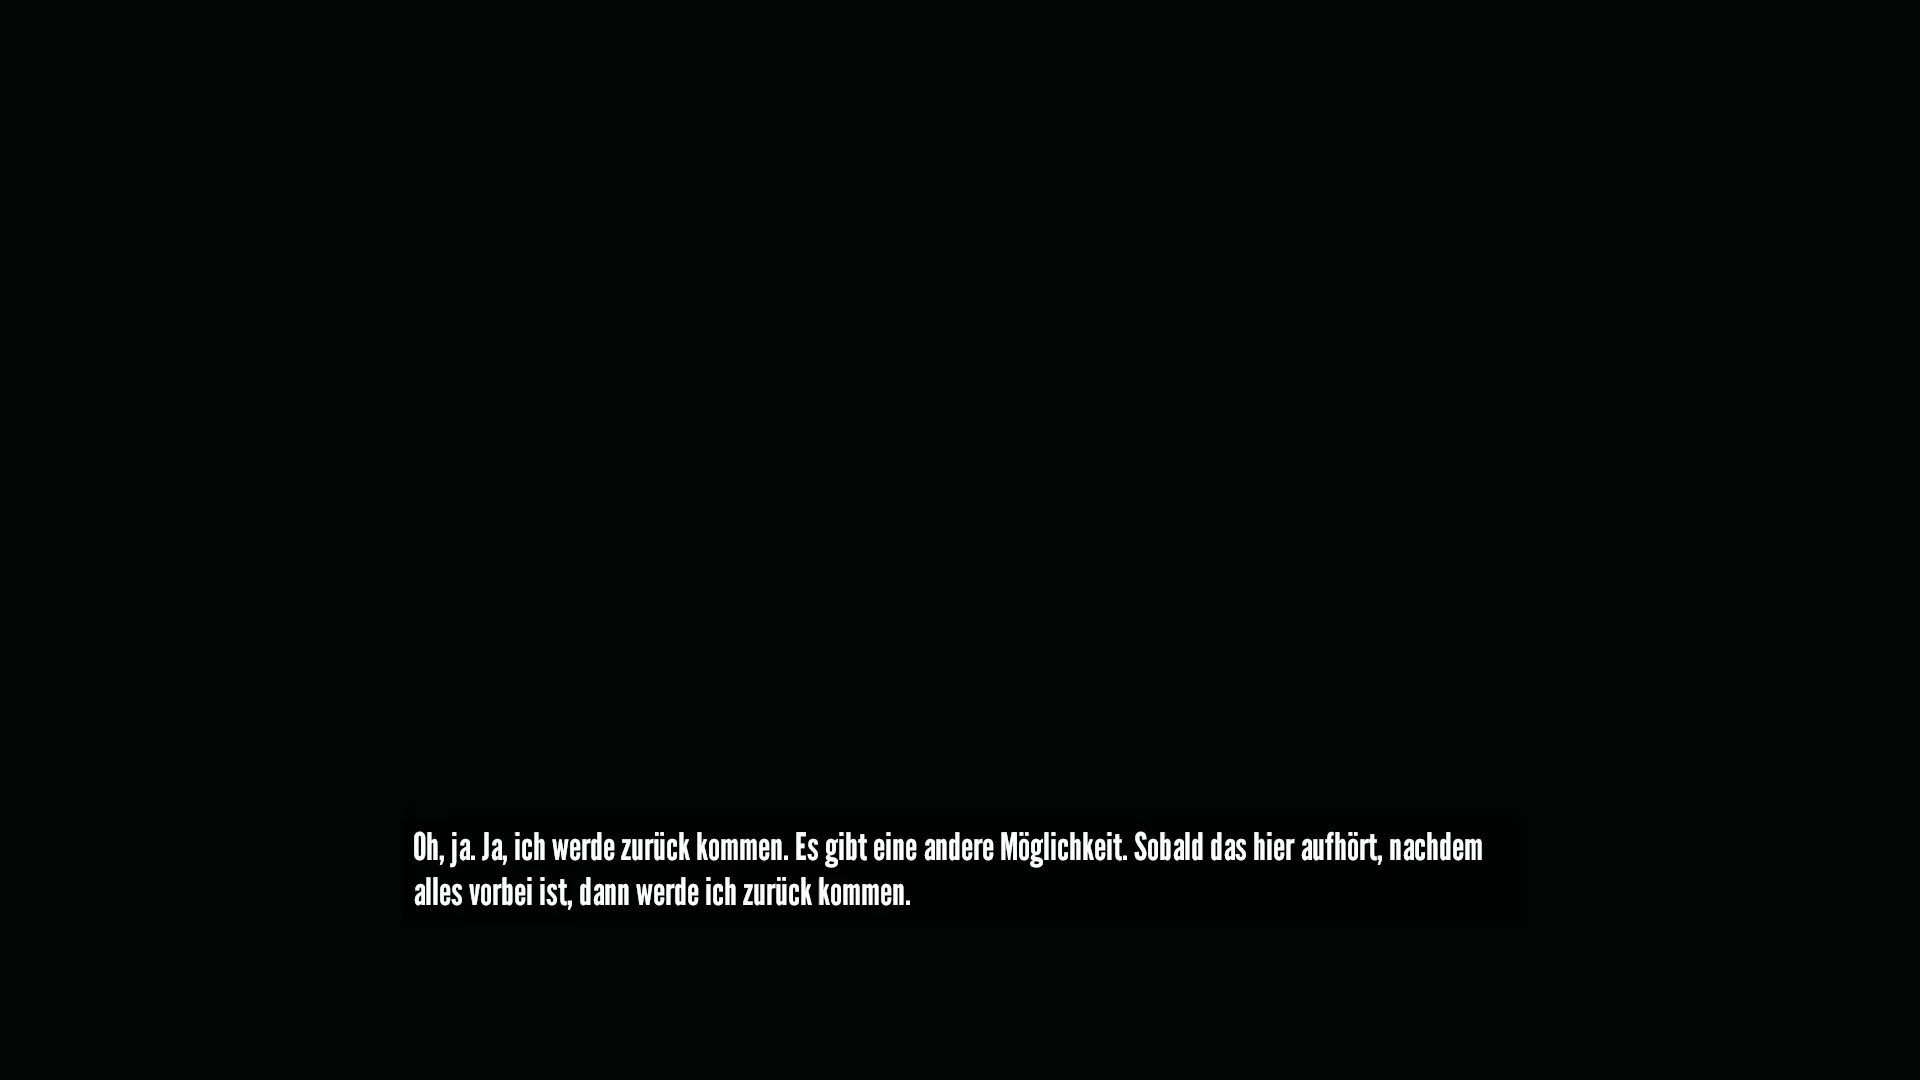 Oh, ja. Ja, ich werde zurück kommen. Es gibt eine andere Möglichkeit. Sobald das hier aufhört, nachdem
alles vorbei ist, dann werde ich zurück kommen.